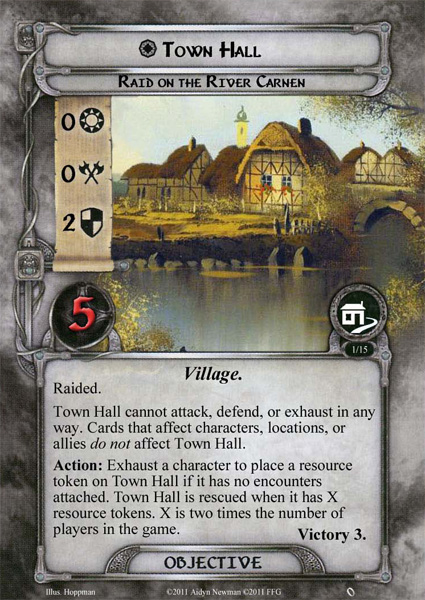 Town Hall
Raid on the River Carnen
0
0
2
5
1/15
Village.
Raided.
Town Hall cannot attack, defend, or exhaust in any
way. Cards that affect characters, locations, or
allies do not affect Town Hall.
Action: Exhaust a character to place a resource
token on Town Hall if it has no encounters
attached. Town Hall is rescued when it has X
resource tokens. X is two times the number of
players in the game.
Victory 3.
OBJECTIVE
Illus. Hoppman
©2011 Aidyn Newman ©2011 FFG
0